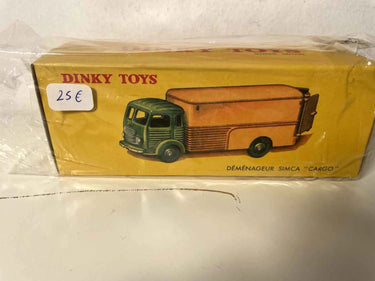 DINKY TOYS
25€
DÉMÉNAGEUR SIMCA "CARGO"